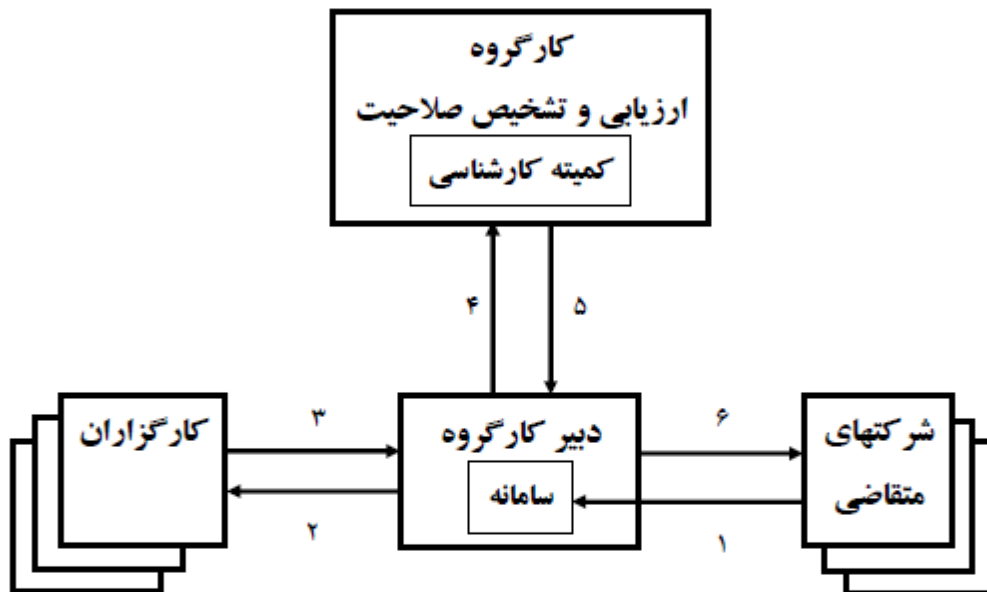 کارگروه
ارزیابی و تشخیص صلاحیت
کمیته کارشناسی
۴
۵
کارگزاران
۳
۲
دبیر کارگروه
سامانه
۶
۱
شرکتهای
متقاضی